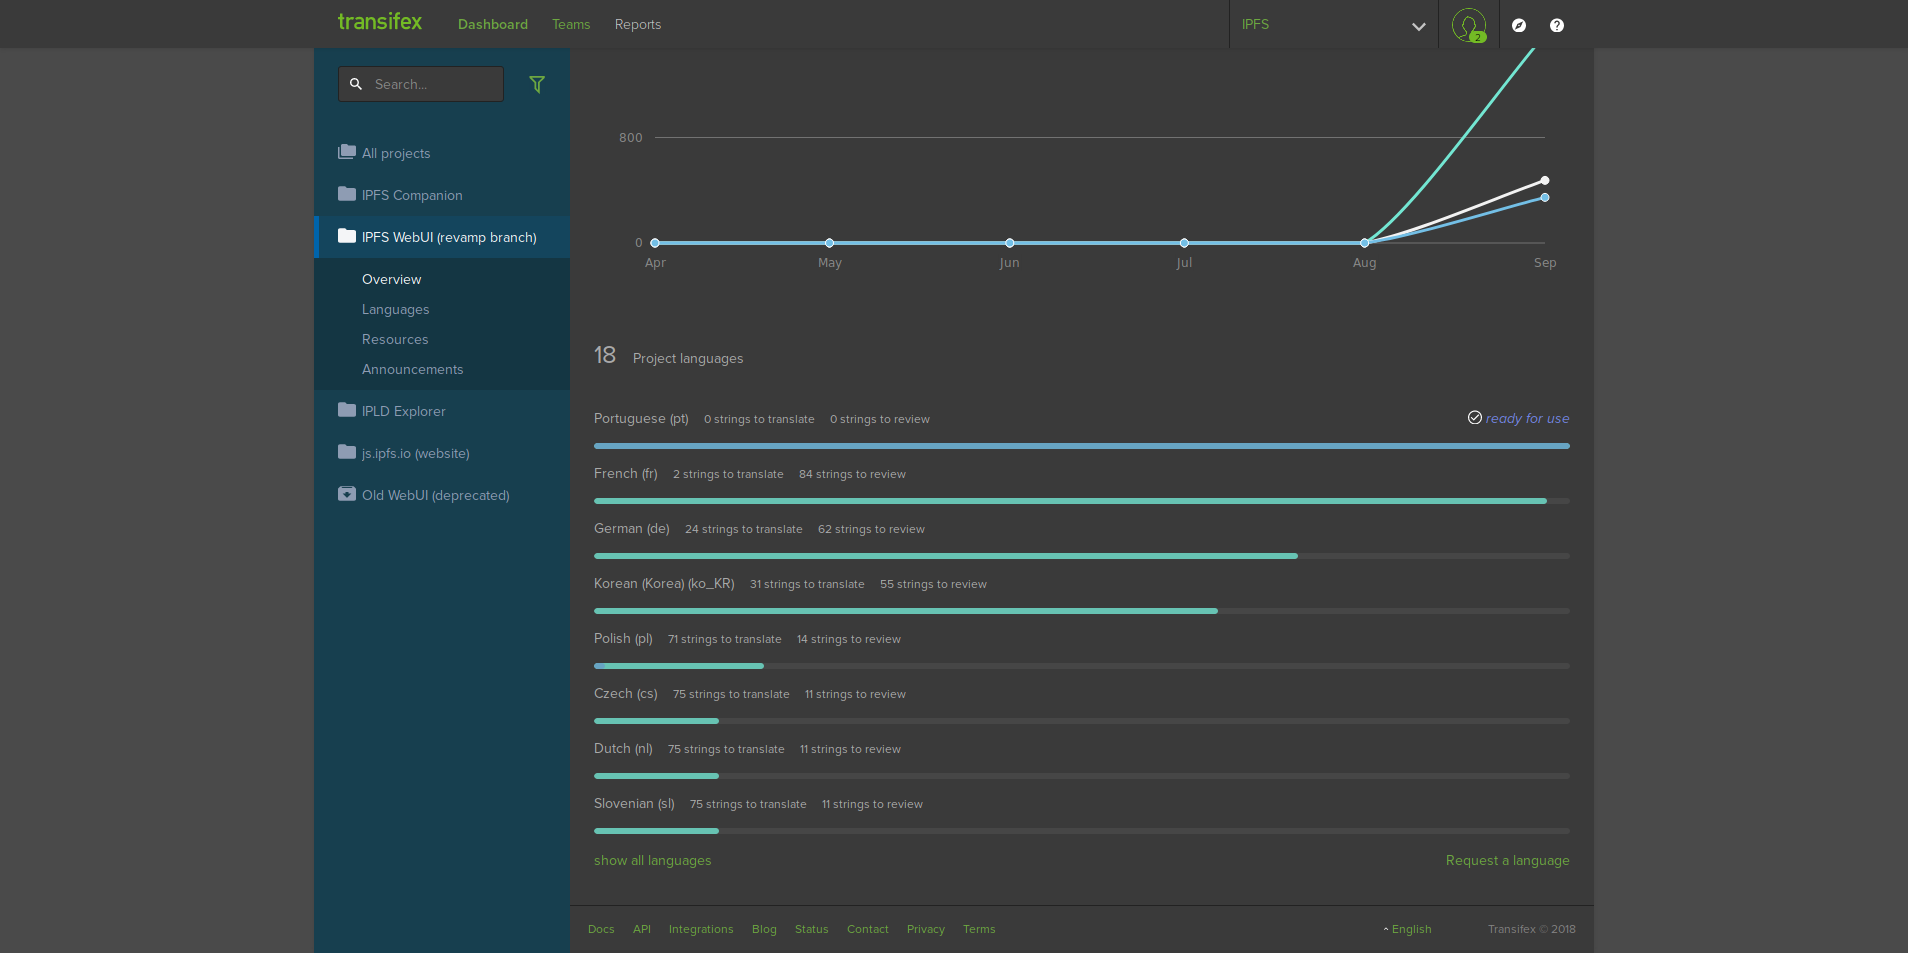 transifex Dashboard Teams Reports IPFS 2
Search...
All projects
IPFS Companion
IPFS WebUI (revamp branch)
Overview
Languages
Resources
Announcements
IPLD Explorer
js.ipfs.io (website)
Old WebUI (deprecated)
800
0
Apr May Jun Jul Aug Sep
18 Project languages
Portuguese (pt) 0 strings to translate 0 strings to review ready for use
French (fr) 2 strings to translate 84 strings to review
German (de) 24 strings to translate 62 strings to review
Korean (Korea) (ko_KR) 31 strings to translate 55 strings to review
Polish (pl) 71 strings to translate 14 strings to review
Czech (cs) 75 strings to translate 11 strings to review
Dutch (nl) 75 strings to translate 11 strings to review
Slovenian (sl) 75 strings to translate 11 strings to review
show all languages Request a language
Docs API Integrations Blog Status Contact Privacy Terms English Transifex © 2018